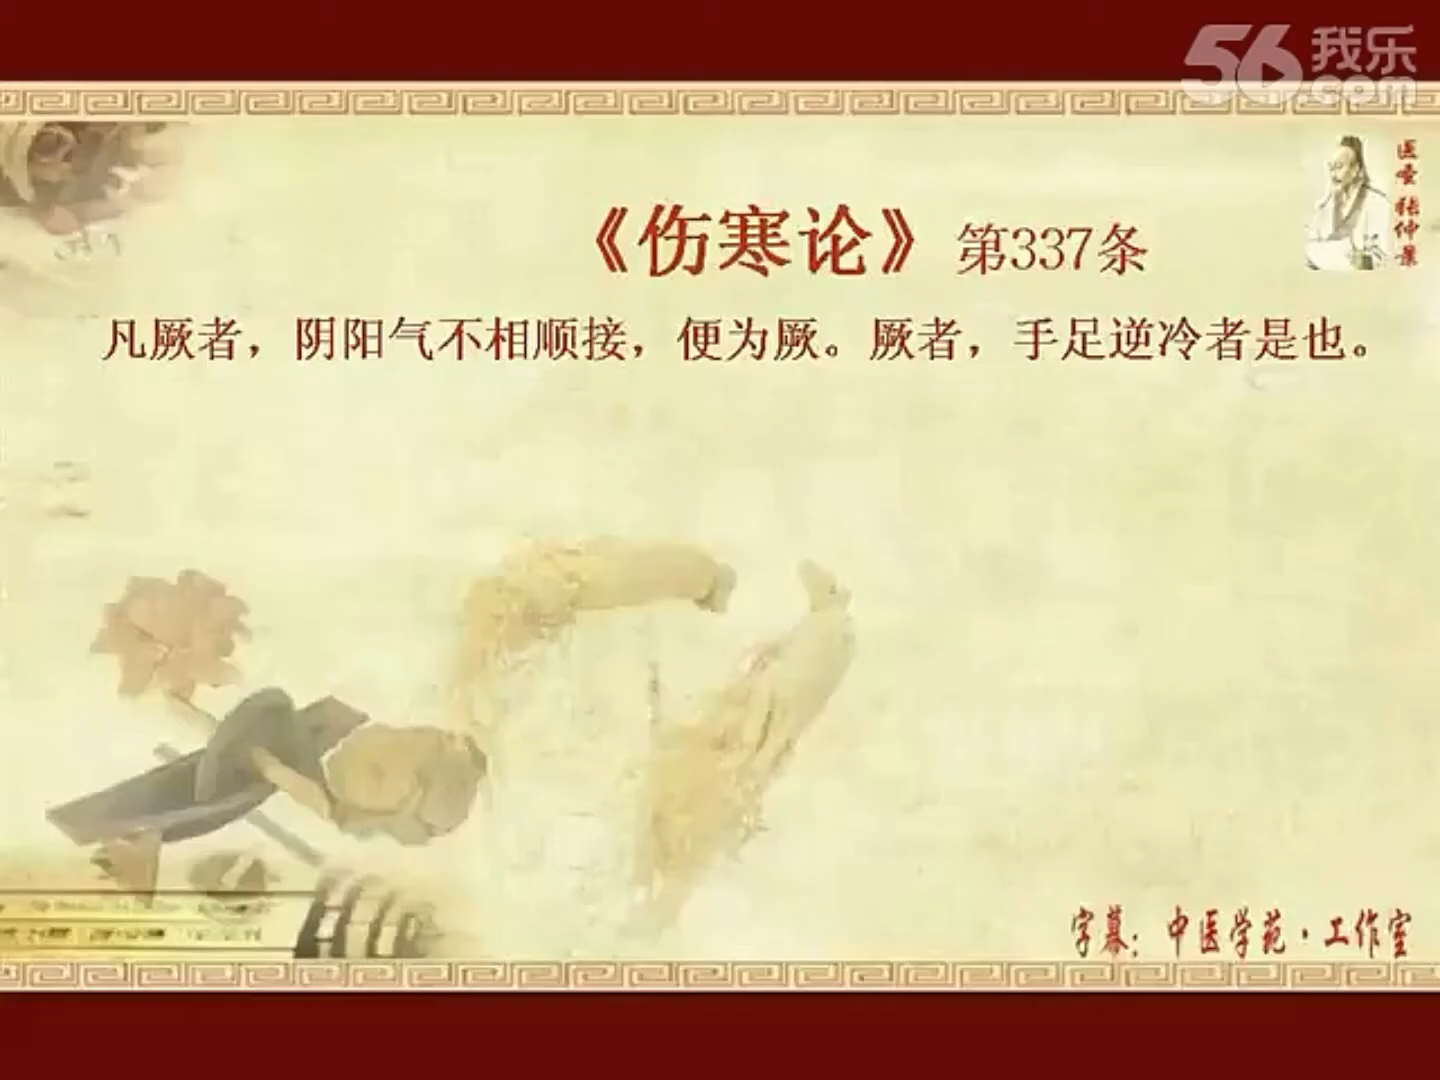 56我乐
.com
医圣 张仲景
《伤寒论》第337条
凡厥者，阴阳气不相顺接，便为厥。厥者，手足逆冷者是也。
字幕：中医学苑·工作室